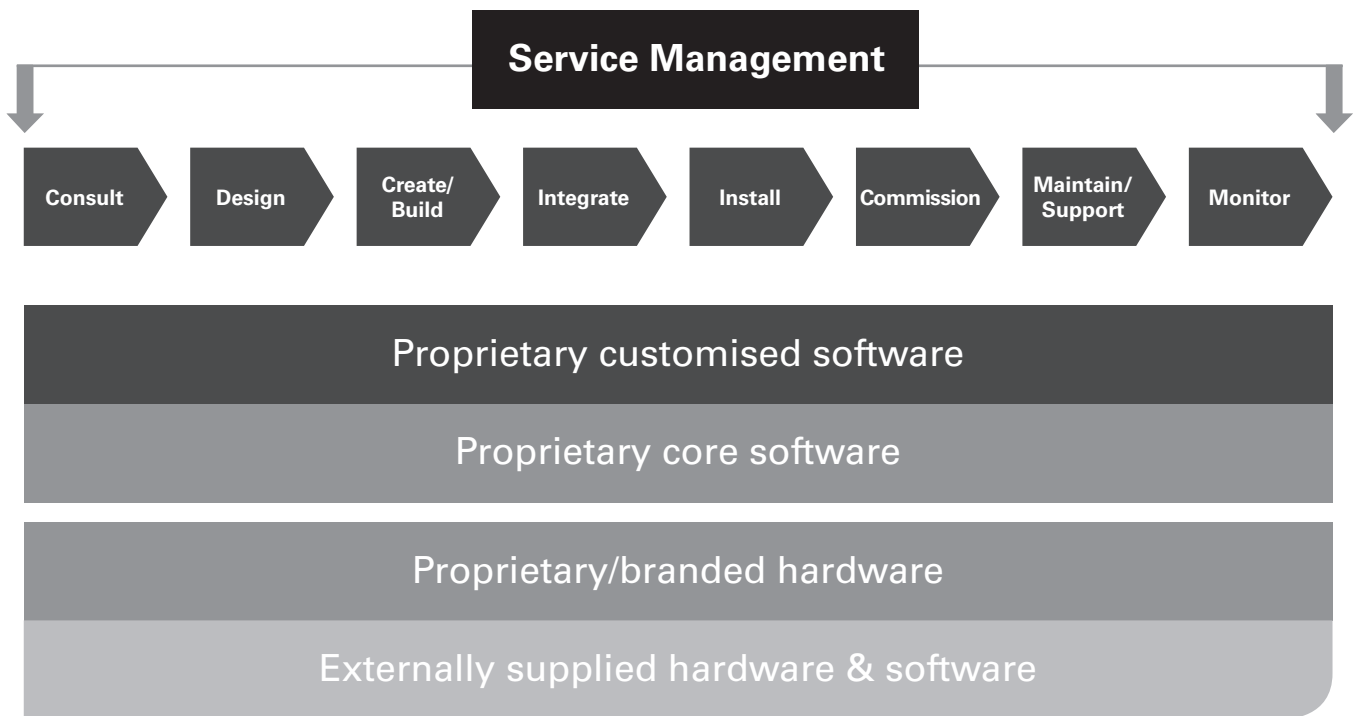 Service Management
Consult
Design
Create/
Build
Integrate
Install
Commission
Maintain/
Support
Monitor
Proprietary customised software
Proprietary core software
Proprietary/branded hardware
Externally supplied hardware & software